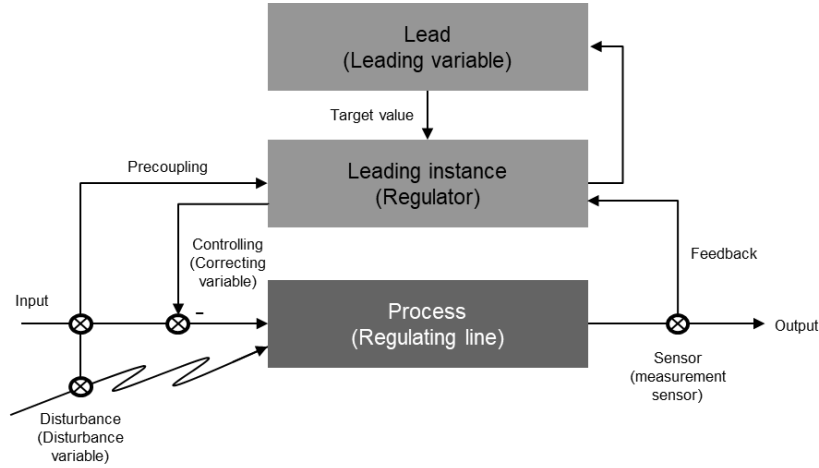 Lead
(Leading variable)
Target value
Precoupling
Leading instance
(Regulator)
Controlling
(Correcting
variable)
Feedback
Input
-
Process
(Regulating line)
Output
Sensor
(measurement
sensor)
Disturbance
(Disturbance
variable)